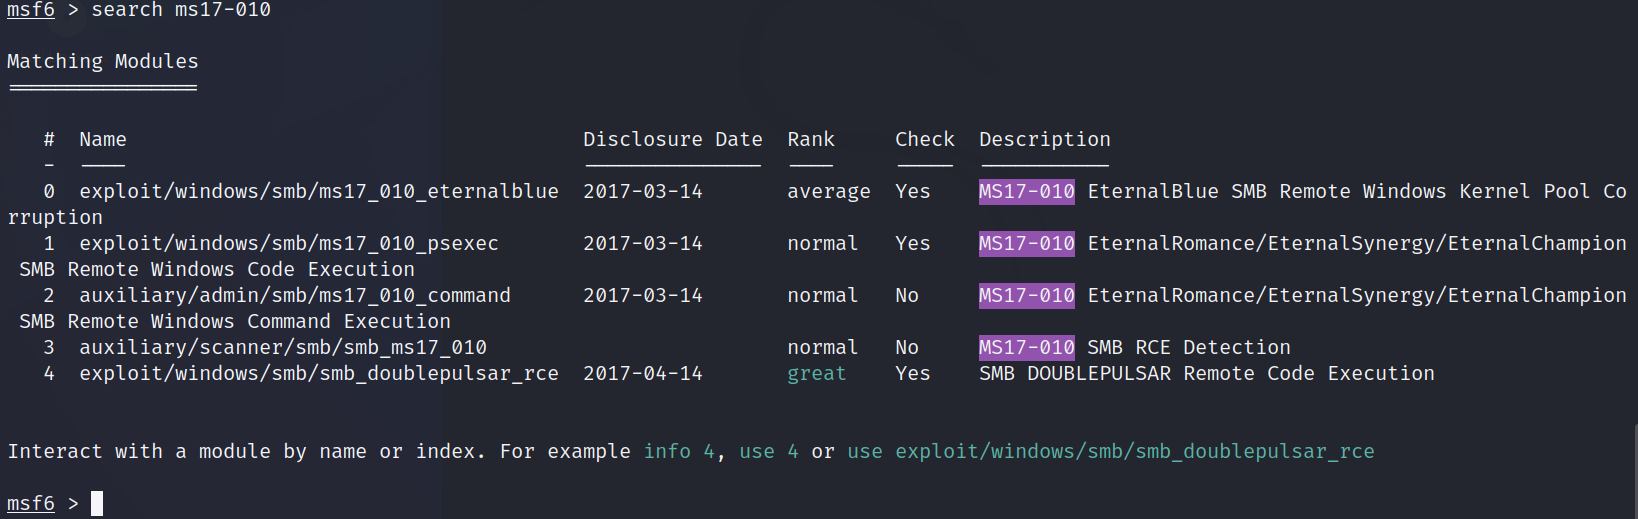 msf6 > search ms17-010
Matching Modules
================
#  Name                                      Disclosure Date  Rank     Check  Description
-  ----                                      ---------------  ----     -----  -----------
0  exploit/windows/smb/ms17_010_eternalblue  2017-03-14       average  Yes    MS17-010 EternalBlue SMB Remote Windows Kernel Pool Co
rruption
1  exploit/windows/smb/ms17_010_psexec       2017-03-14       normal   Yes    MS17-010 EternalRomance/EternalSynergy/EternalChampion
SMB Remote Windows Code Execution
2  auxiliary/admin/smb/ms17_010_command      2017-03-14       normal   No     MS17-010 EternalRomance/EternalSynergy/EternalChampion
SMB Remote Windows Command Execution
3  auxiliary/scanner/smb/smb_ms17_010                         normal   No     MS17-010 SMB RCE Detection
4  exploit/windows/smb/smb_doublepulsar_rce  2017-04-14       great    Yes    SMB DOUBLEPULSAR Remote Code Execution
Interact with a module by name or index. For example info 4, use 4 or use exploit/windows/smb/smb_doublepulsar_rce
msf6 >